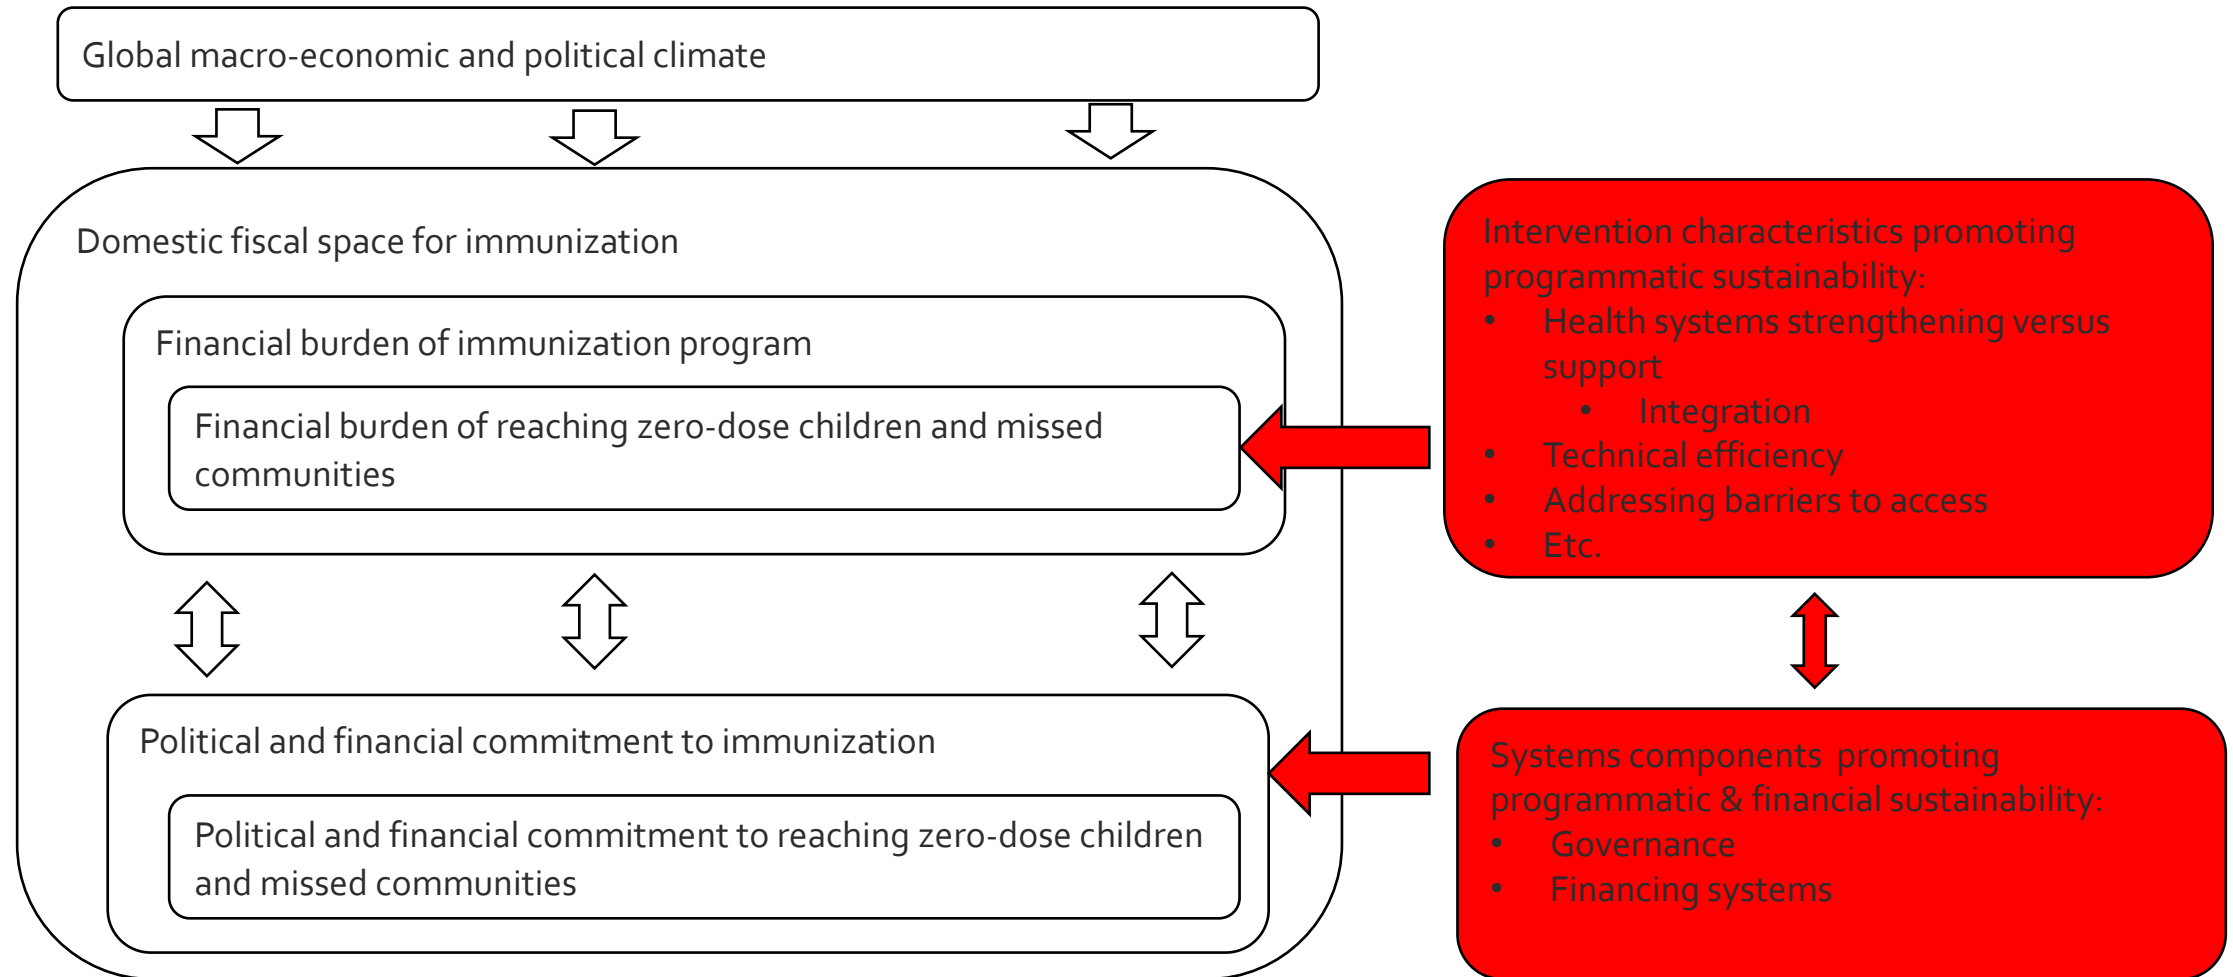 Global macro-economic and political climate
Domestic fiscal space for immunization
Financial burden of immunization program
Financial burden of reaching zero-dose children and missed
communities
Political and financial commitment to immunization
Political and financial commitment to reaching zero-dose children
and missed communities
Intervention characteristics promoting
programmatic sustainability:
• Health systems strengthening versus
support
• Integration
• Technical efficiency
• Addressing barriers to access
• Etc.
Systems components promoting
programmatic & financial sustainability:
• Governance
• Financing systems